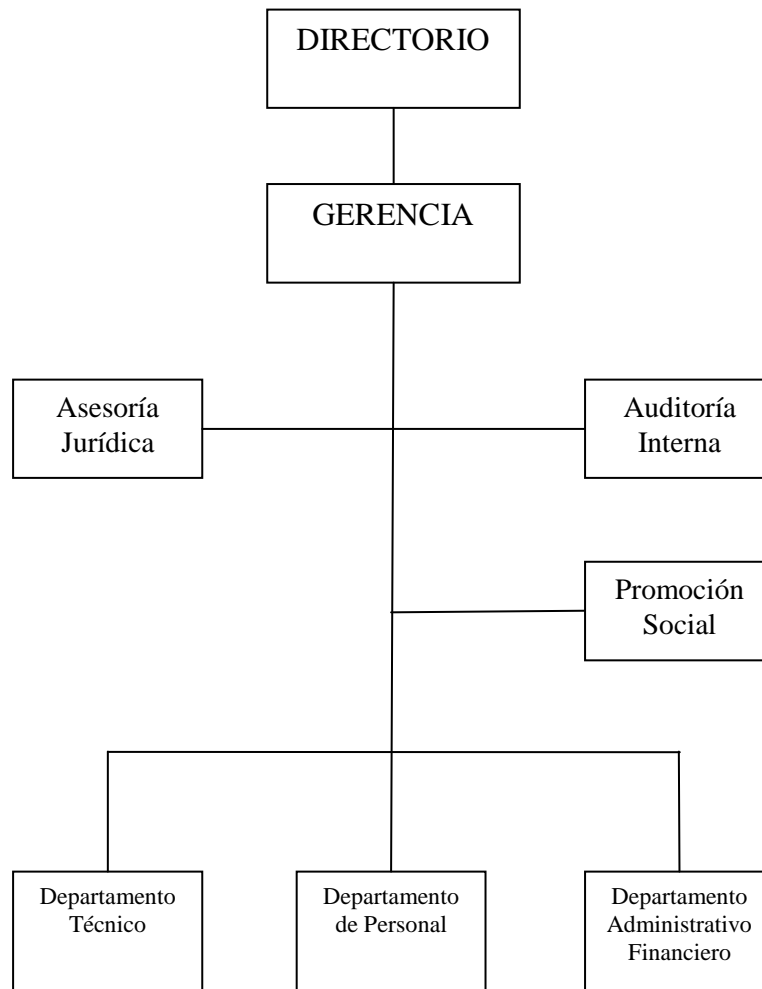 DIRECTORIO
GERENCIA
Asesoría
Jurídica
Auditoría
Interna
Promoción
Social
Departamento
Técnico
Departamento
de Personal
Departamento
Administrativo
Financiero